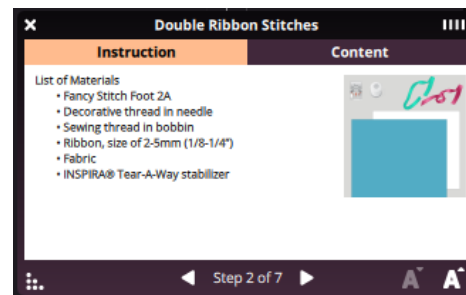 Double Ribbon Stitches
Instruction
Content
List of Materials
• Fancy Stitch Foot 2A
• Decorative thread in needle
• Sewing thread in bobbin
• Ribbon, size of 2-5mm (1/8-1/4")
• Fabric
• INSPIRA® Tear-A-Way stabilizer
Step 2 of 7
A A